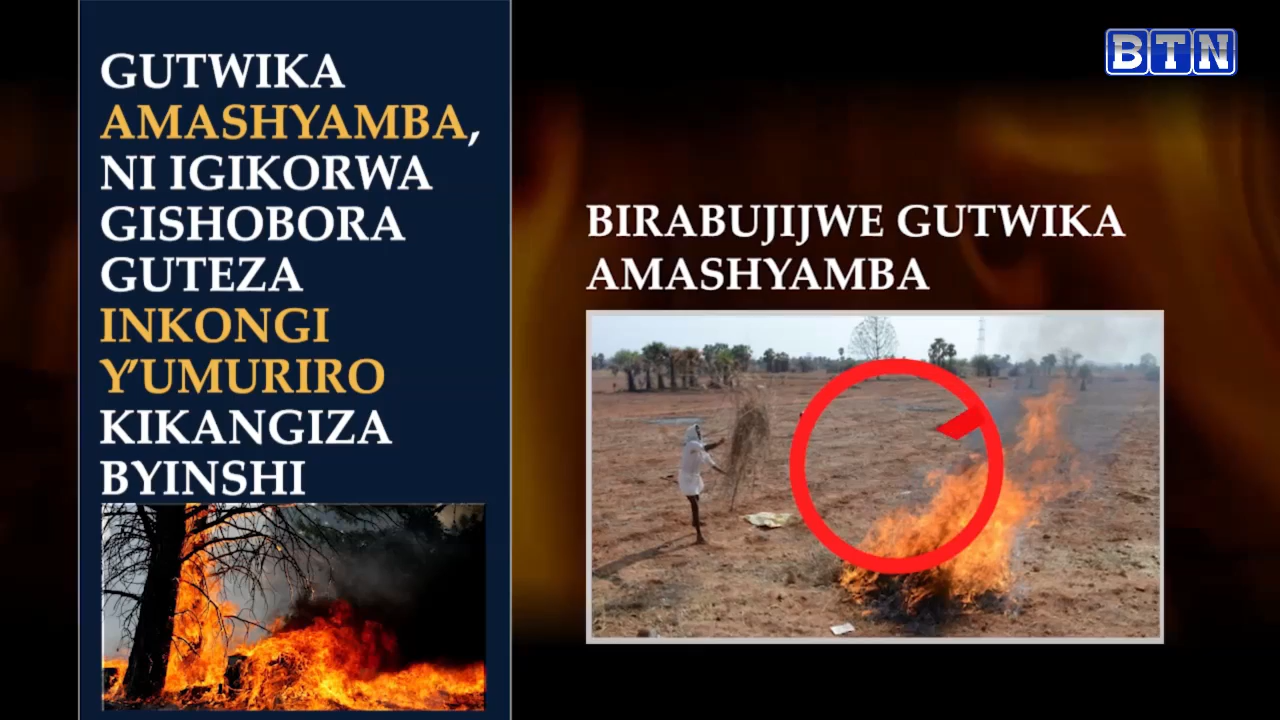 GUTWIKA
AMASHYAMBA,
NI IGIKORWA
GISHOBORA
GUTEZA
INKONGI
Y'UMURIRO
KIKANGIZA
BYINSHI
BTN
BIRABUJIJWE GUTWIKA
AMASHYAMBA